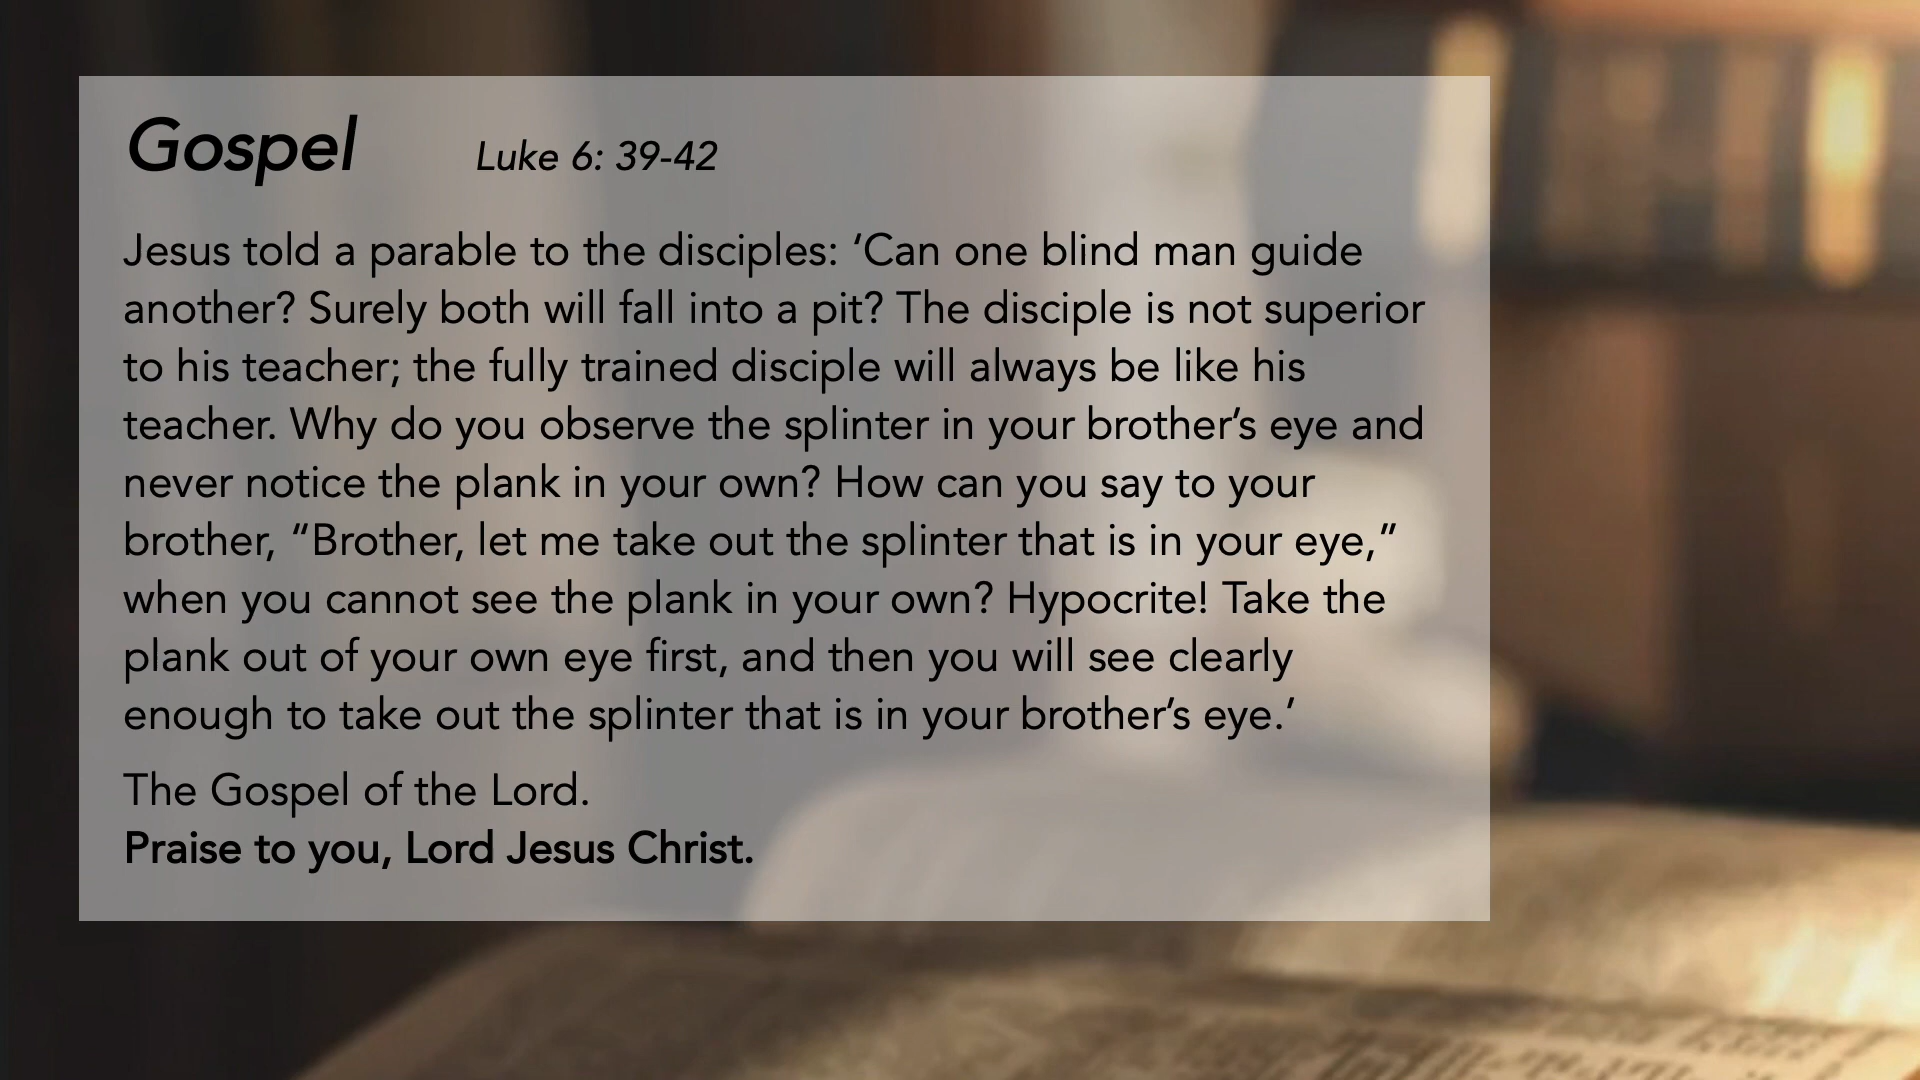 Gospel Luke 6: 39-42
Jesus told a parable to the disciples: ‘Can one blind man guide
another? Surely both will fall into a pit? The disciple is not superior
to his teacher; the fully trained disciple will always be like his
teacher. Why do you observe the splinter in your brother’s eye and
never notice the plank in your own? How can you say to your
brother, “Brother, let me take out the splinter that is in your eye,”
when you cannot see the plank in your own? Hypocrite! Take the
plank out of your own eye first, and then you will see clearly
enough to take out the splinter that is in your brother’s eye.’
The Gospel of the Lord.
Praise to you, Lord Jesus Christ.